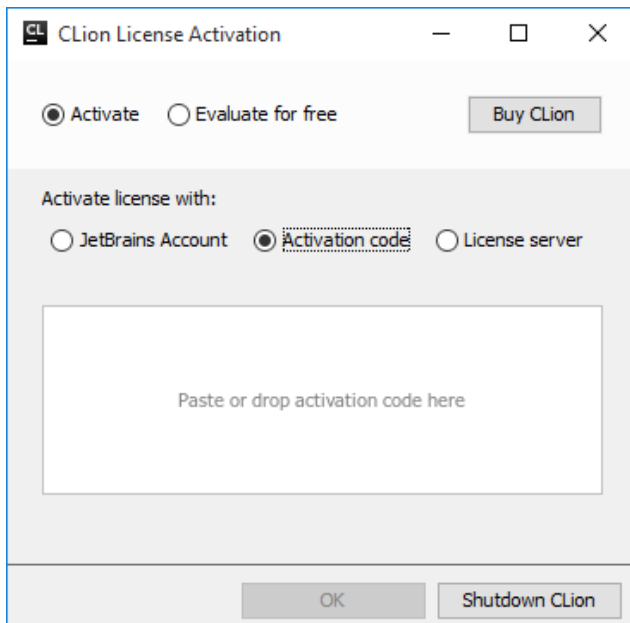 CL CLion License Activation
Activate Evaluate for free Buy CLion
Activate license with:
JetBrains Account Activation code License server
Paste or drop activation code here
OK Shutdown CLion